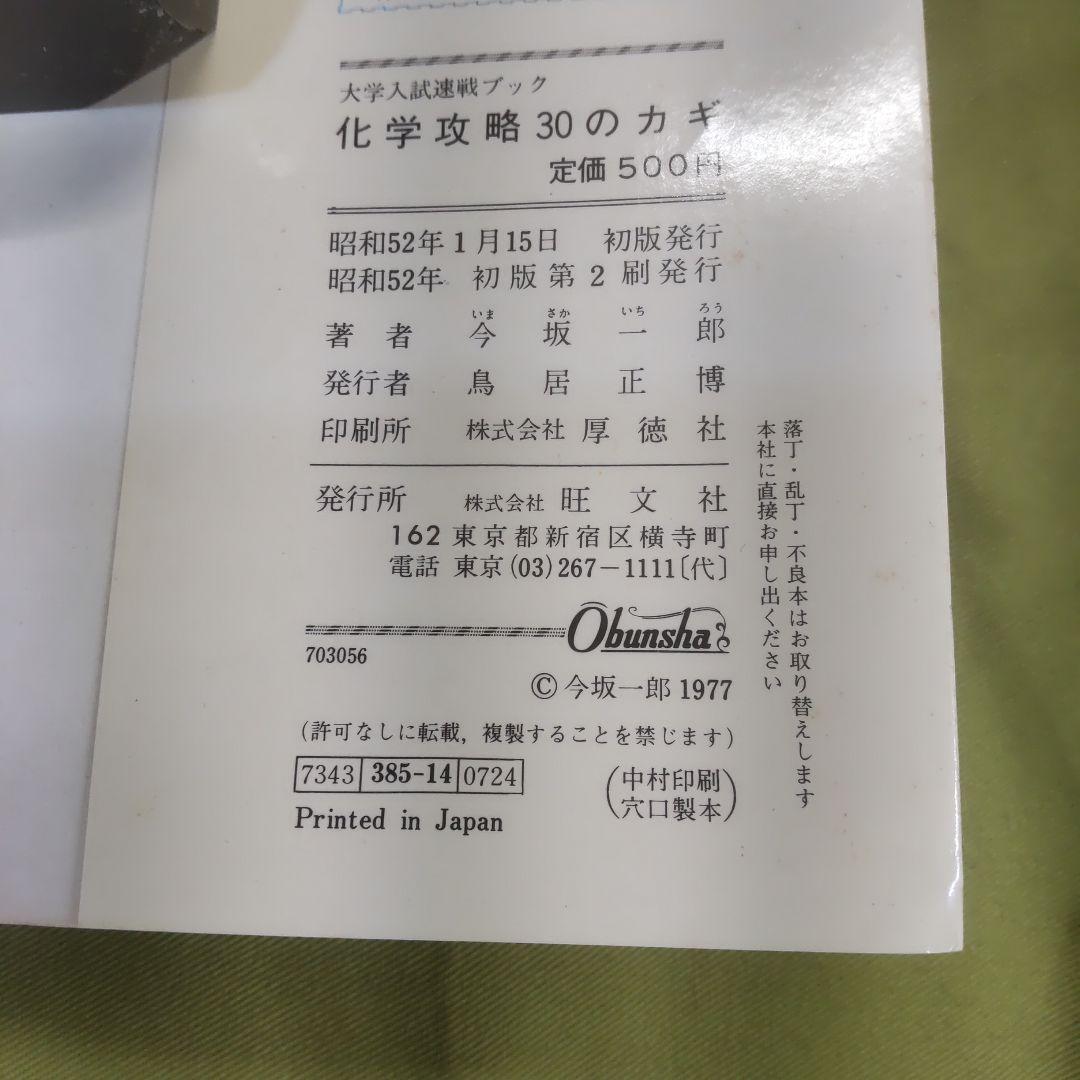 大学入試速戦ブック
化学攻略30のカギ
定価500円
昭和52年1月15日 初版発行
昭和52年 初版第2刷発行
いま さか いち ろう
著者 今坂一郎
発行者 鳥居正博
印刷所 株式会社 厚徳社
発行所 株式会社 旺文社
162 東京都新宿区横寺町
電話 東京(03)267-1111〔代〕
Obunsha
703056
© 今坂一郎 1977
(許可なしに転載, 複製することを禁じます)
7343 385-14 0724
(中村印刷
穴口製本)
Printed in Japan
落丁・乱丁・不良本はお取り替えします
本社に直接お申し出ください